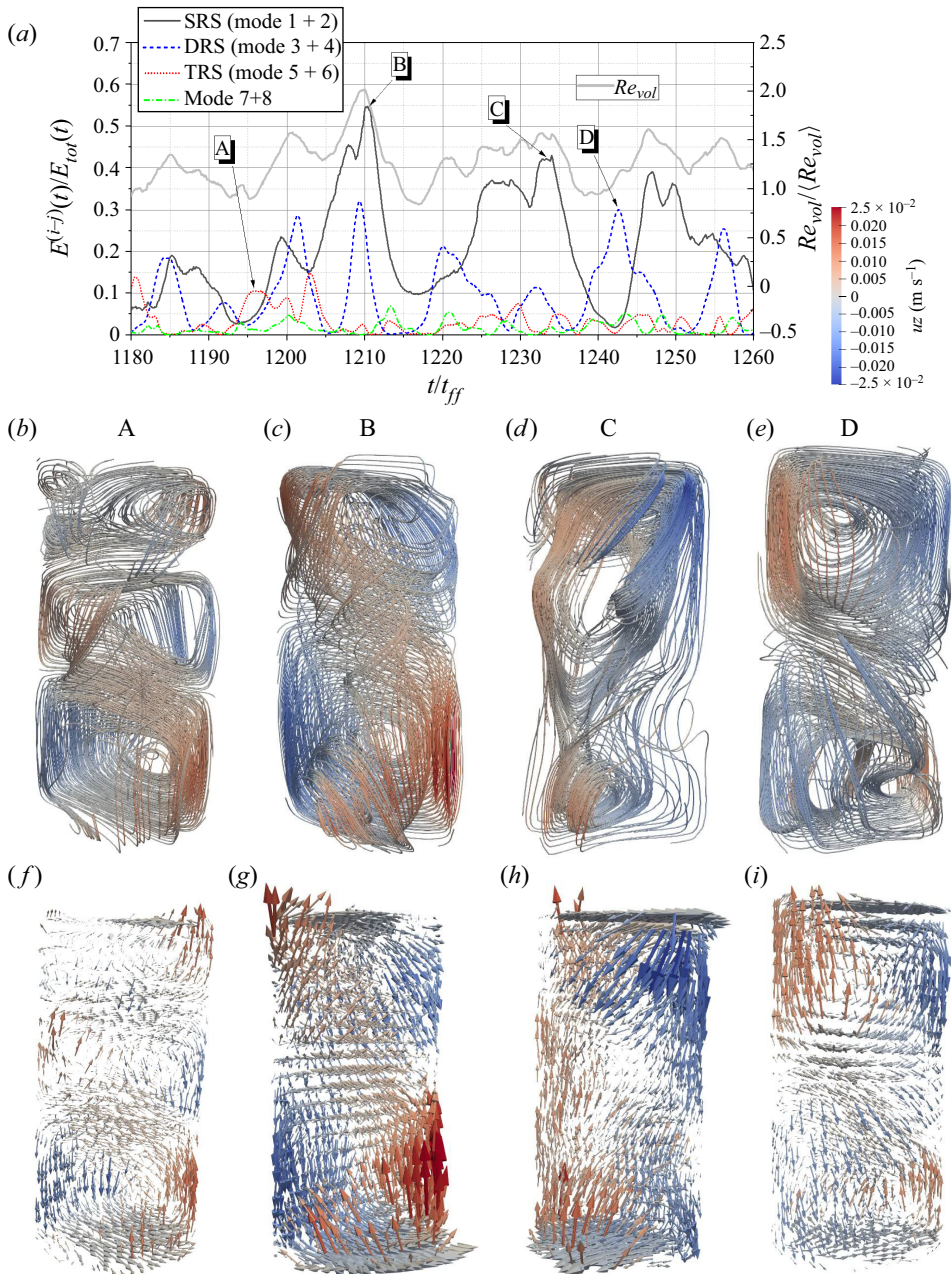 (a)
SRS (mode 1 + 2)
DRS (mode 3 + 4)
TRS (mode 5 + 6)
Mode 7+8
Re_vol
A
B
C
D
E^(i–j)(t)/E_tot(t)
0.7
0.6
0.5
0.4
0.3
0.2
0.1
0
1180 1190 1200 1210 1220 1230 1240 1250 1260
t/t_ff
2.5
2.0
1.5
1.0
0.5
0
–0.5
Re_vol/⟨Re_vol⟩
2.5 × 10⁻²
0.020
0.015
0.010
0.005
0
–0.005
–0.010
–0.015
–0.020
–2.5 × 10⁻²
uz (m s⁻¹)
(b) A (c) B (d) C (e) D
(f) (g) (h) (i)